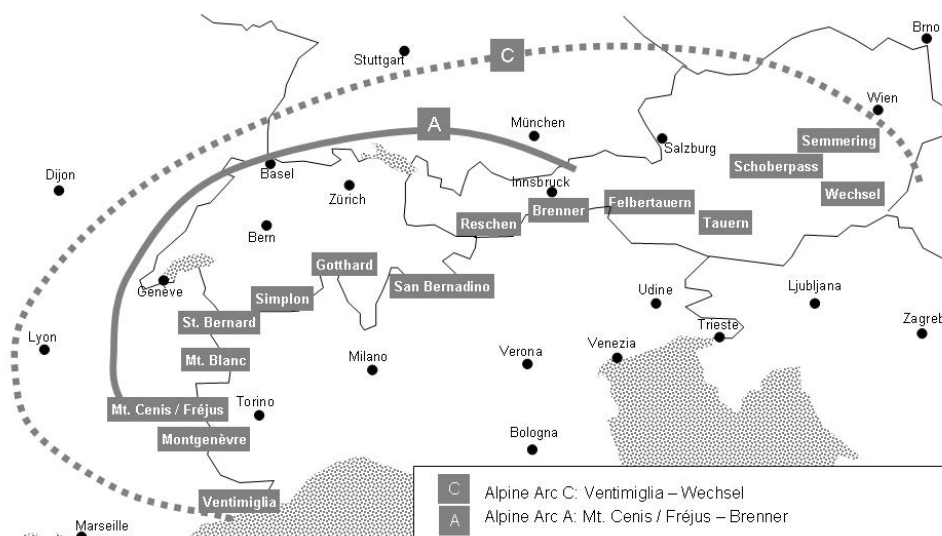 Brno
Stuttgart
C
Wien
A
München
Semmering
Salzburg
Schoberpass
Basel
Dijon
Zürich
Innsbruck
Wechsel
Felbertauern
Brenner
Reschen
Tauern
Bern
Gotthard
Genève
San Bernadino
Simplon
Udine
Ljubljana
St. Bernard
Trieste
Zagreb
Lyon
Mt. Blanc
Milano
Verona
Venezia
Mt. Cenis / Fréjus
Torino
Montgenèvre
Bologna
Ventimiglia
C Alpine Arc C: Ventimiglia – Wechsel
A Alpine Arc A: Mt. Cenis / Fréjus – Brenner
Marseille